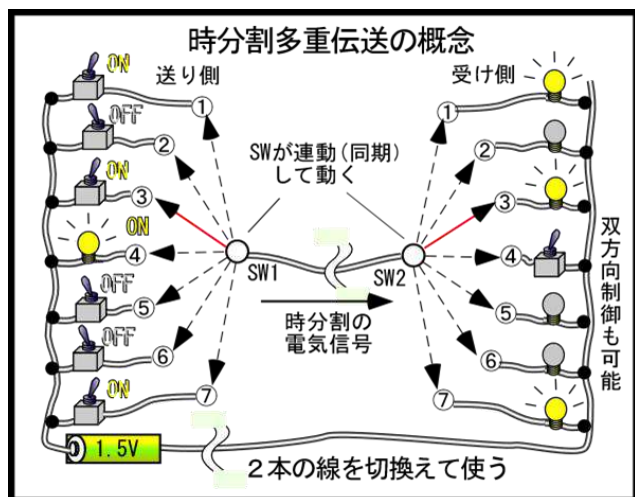 時分割多重伝送の概念
送り側
受け側
ON
①
OFF
②
ON
③
ON
④
OFF
⑤
OFF
⑥
ON
⑦
SWが連動(同期)
して動く
SW1
SW2
時分割の
電気信号
①
②
③
④
⑤
⑥
⑦
双方向制御も可能
1.5V
2本の線を切換えて使う